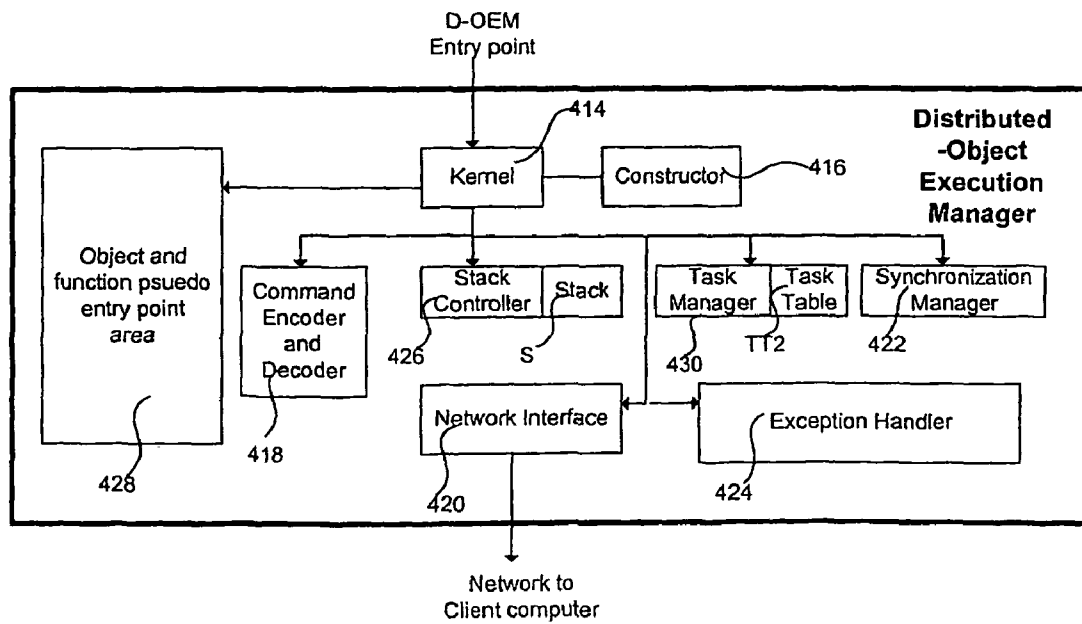 D-OEM
Entry point
414
Distributed
-Object
Execution
Manager
Kernel
Constructor
416
Object and
function psuedo
entry point
area
Command
Encoder
and
Decoder
Stack
Controller
Stack
Task
Manager
Task
Table
Synchronization
Manager
426
S
430
TT2
422
418
Network Interface
Exception Handler
428
420
424
Network to
Client computer